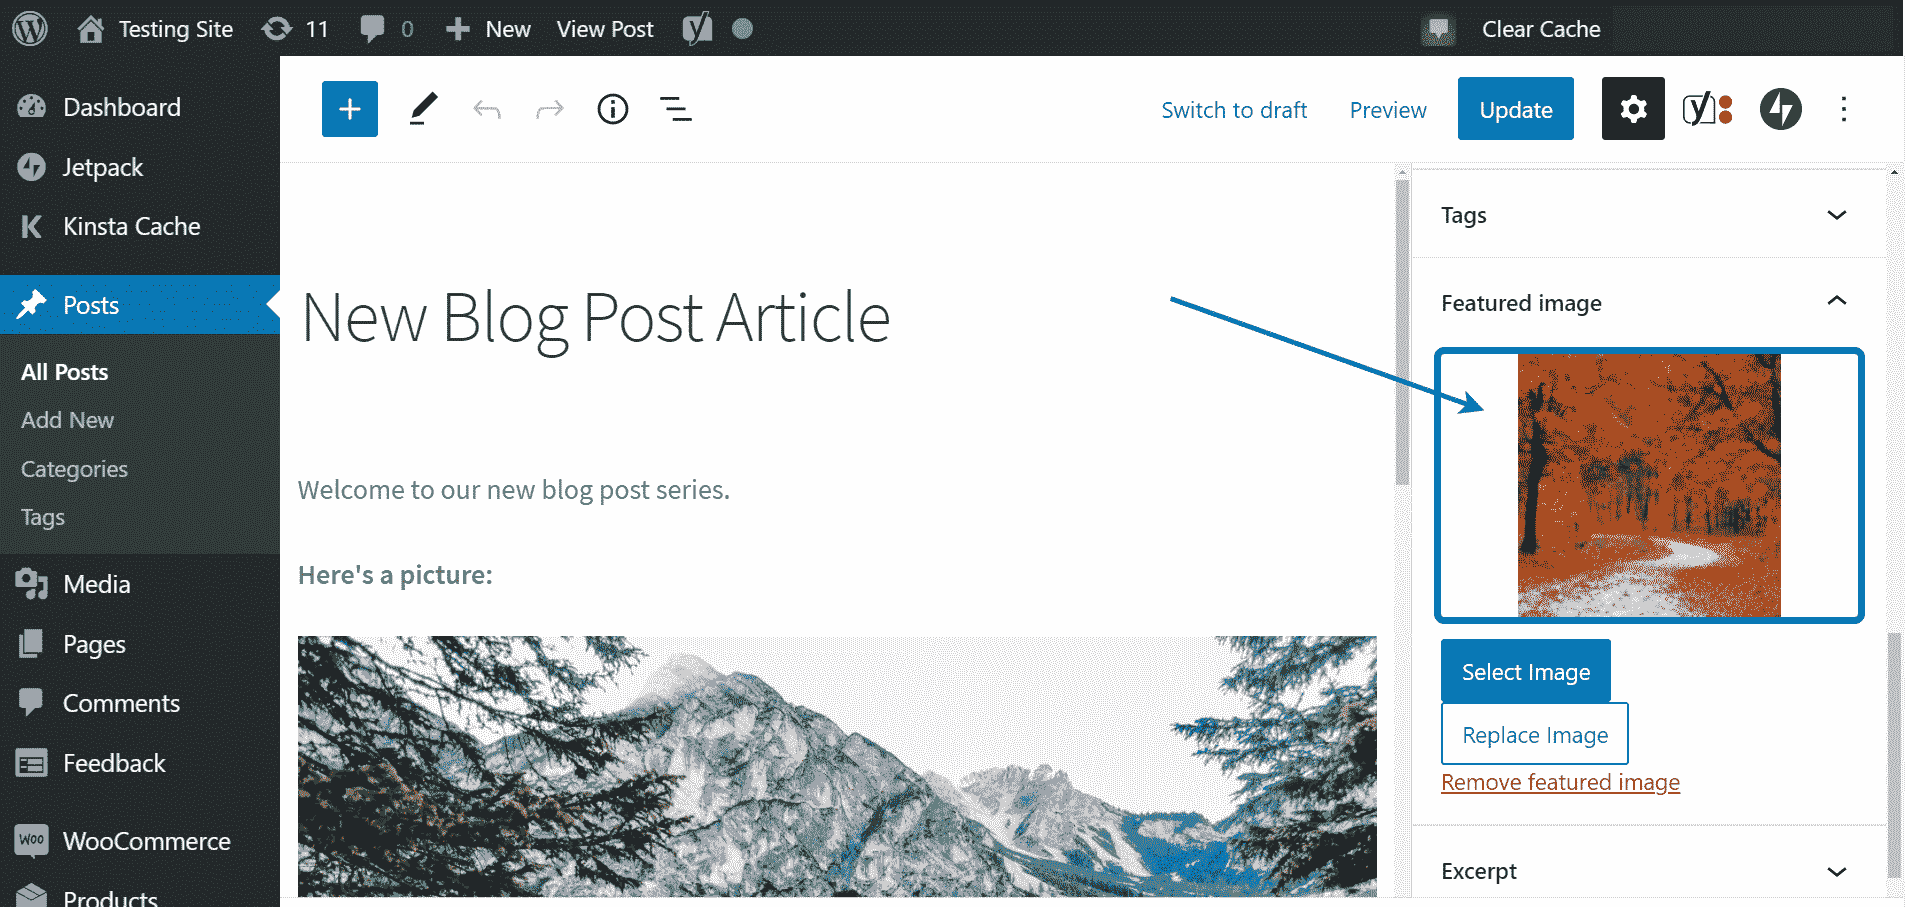 Testing Site 11 0 New View Post Clear Cache
Dashboard
Jetpack
Kinsta Cache
Posts
All Posts
Add New
Categories
Tags
Media
Pages
Comments
Feedback
WOO WooCommerce
Products
Switch to draft Preview Update
New Blog Post Article
Welcome to our new blog post series.
Here's a picture:
Tags
Featured image
Select Image
Replace Image
Remove featured image
Excerpt